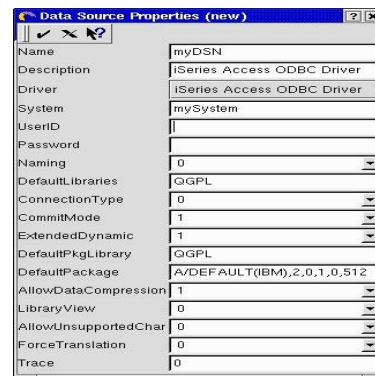 Data Source Properties (new)
Name myDSN
Description iSeries Access ODBC Driver
Driver iSeries Access ODBC Driver
System mySystem
UserID
Password
Naming 0
DefaultLibraries QGPL
ConnectionType 0
CommitMode 1
ExtendedDynamic 1
DefaultPkgLibrary QGPL
DefaultPackage A/DEFAULT(IBM),2,0,1,0,512
AllowDataCompression 1
LibraryView 0
AllowUnsupportedChar 0
ForceTranslation 0
Trace 0